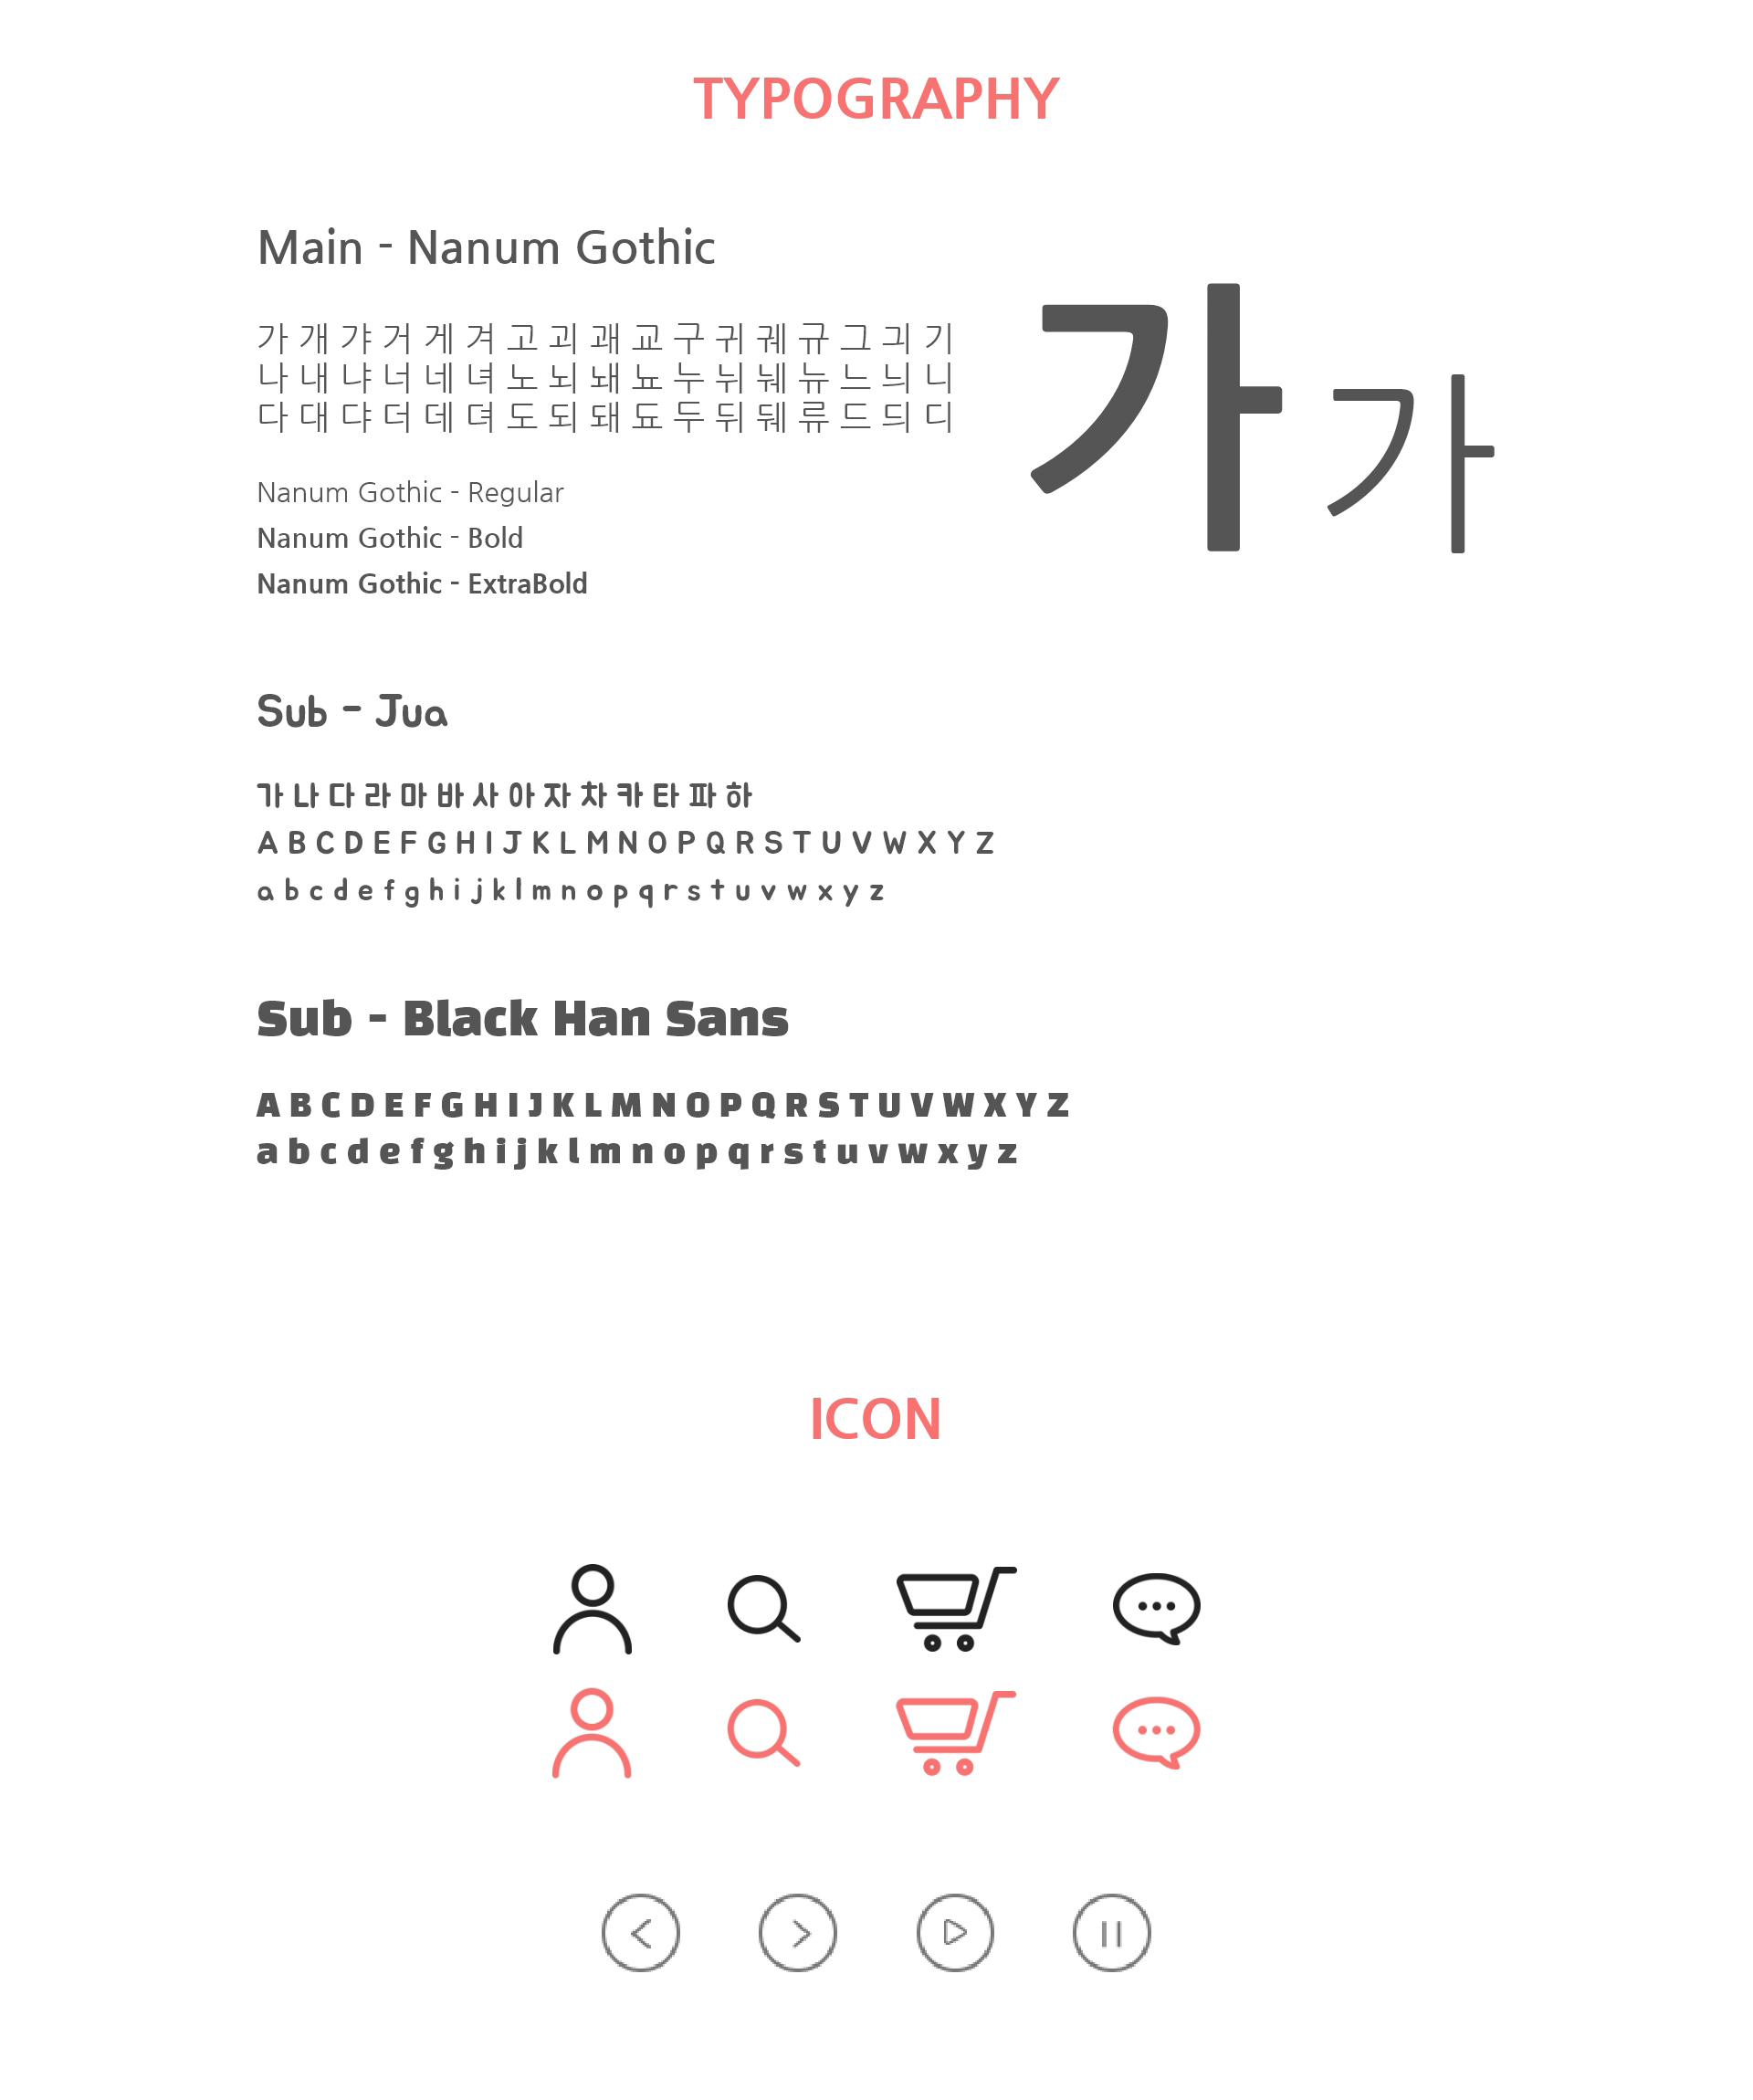 TYPOGRAPHY
Main - Nanum Gothic
가 개 갸 거 게 겨 고 괴 괘 교 구 귀 궤 규 그 긔 기
나 내 냐 너 네 녀 노 뇌 놰 뇨 누 뉘 눼 뉴 느 늬 니
다 대 댜 더 데 뎌 도 되 돼 됴 두 뒤 뒈 류 드 듸 디
가 가
Nanum Gothic - Regular
Nanum Gothic - Bold
Nanum Gothic - ExtraBold
Sub - Jua
가 나 다 라 마 바 사 아 자 차 카 타 파 하
A B C D E F G H I J K L M N O P Q R S T U V W X Y Z
a b c d e f g h i j k l m n o p q r s t u v w x y z
Sub - Black Han Sans
A B C D E F G H I J K L M N O P Q R S T U V W X Y Z
a b c d e f g h i j k l m n o p q r s t u v w x y z
ICON